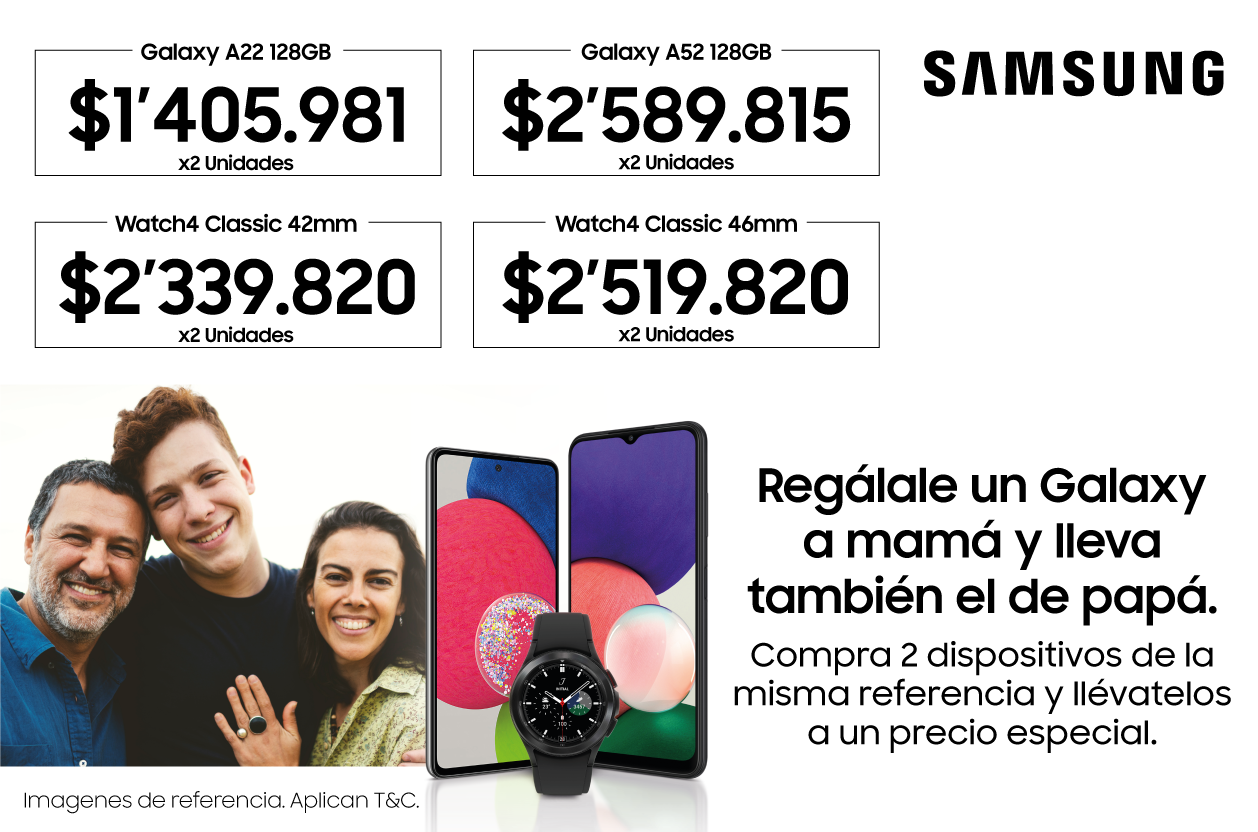 Galaxy A22 128GB
$1’405.981
x2 Unidades
Galaxy A52 128GB
$2’589.815
x2 Unidades
SAMSUNG
Watch4 Classic 42mm
$2’339.820
x2 Unidades
Watch4 Classic 46mm
$2’519.820
x2 Unidades
Regálale un Galaxy
a mamá y lleva
también el de papá.
Compra 2 dispositivos de la
misma referencia y llévatelos
a un precio especial.
Imagenes de referencia. Aplican T&C.